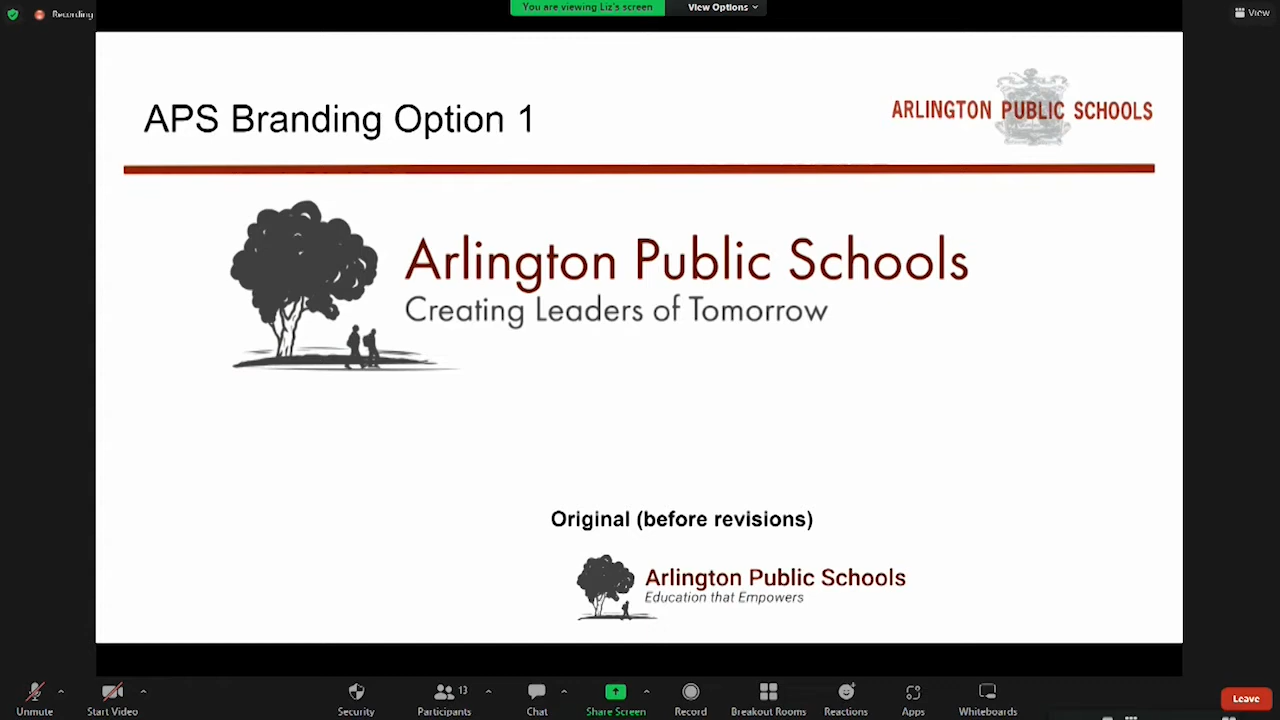 Recording
You are viewing Liz's screen
View Options
View
APS Branding Option 1
ARLINGTON PUBLIC SCHOOLS
Arlington Public Schools
Creating Leaders of Tomorrow
Original (before revisions)
Arlington Public Schools
Education that Empowers
Unmute
Start Video
Security
13
Participants
Chat
Share Screen
Record
Breakout Rooms
Reactions
Apps
Whiteboards
Leave